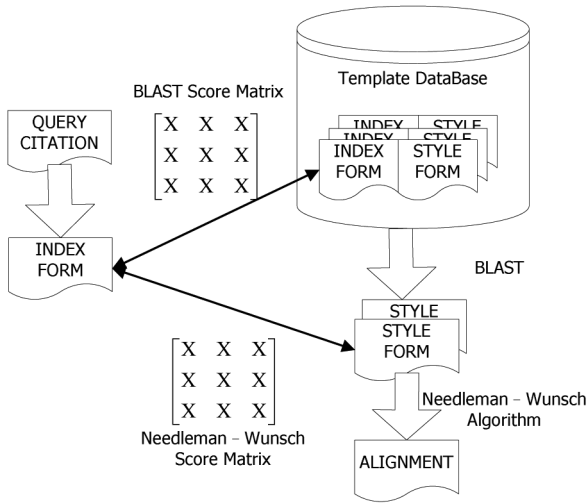 Template DataBase
BLAST Score Matrix
X X X
X X X
X X X
QUERY
CITATION
INDEX STYLE
INDEX STYLE
INDEX STYLE
FORM FORM
INDEX
FORM
BLAST
STYLE
STYLE
FORM
X X X
X X X
X X X
Needleman – Wunsch
Score Matrix
Needleman – Wunsch
Algorithm
ALIGNMENT